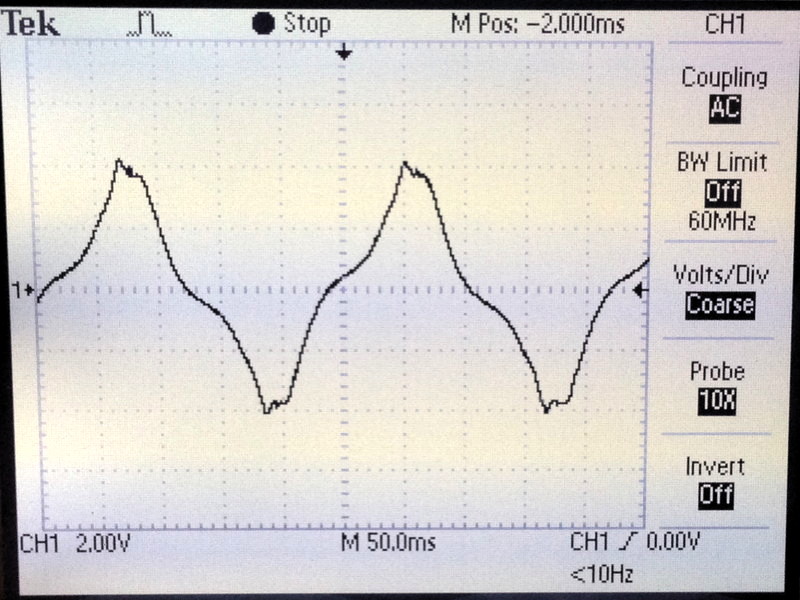 Tek Stop M Pos: -2.000ms CH1
Coupling
AC
BW Limit
Off
60MHz
1
Volts/Div
Coarse
Probe
10X
Invert
Off
CH1 2.00V M 50.0ms CH1 0.00V
<10Hz